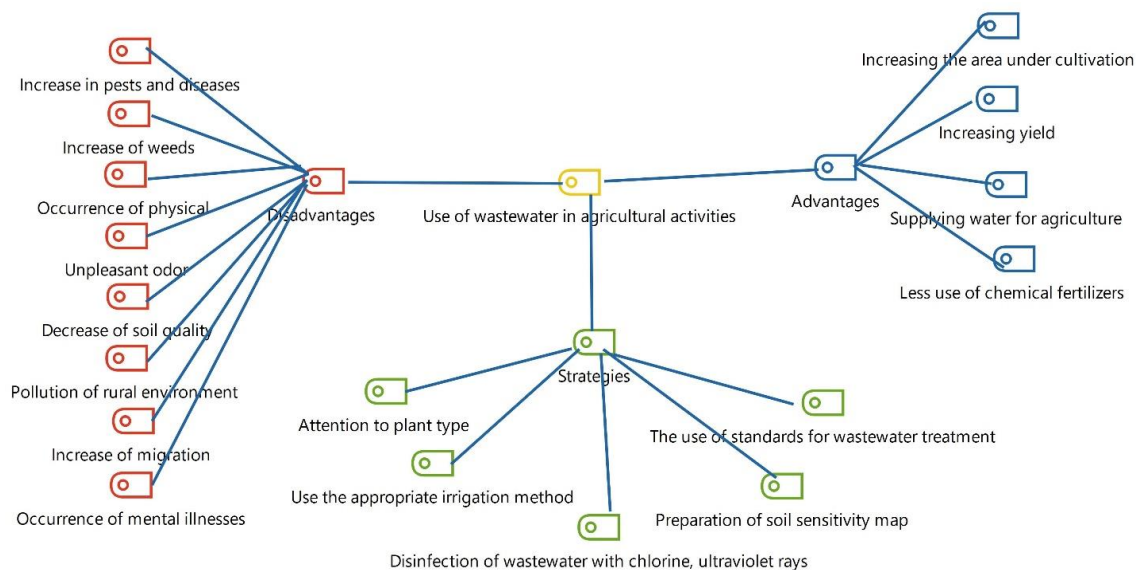 Increase in pests and diseases
Increase of weeds
Occurrence of physical
Unpleasant odor
Decrease of soil quality
Pollution of rural environment
Increase of migration
Occurrence of mental illnesses
Disadvantages
Use of wastewater in agricultural activities
Advantages
Increasing the area under cultivation
Increasing yield
Supplying water for agriculture
Less use of chemical fertilizers
Strategies
Attention to plant type
Use the appropriate irrigation method
Disinfection of wastewater with chlorine, ultraviolet rays
Preparation of soil sensitivity map
The use of standards for wastewater treatment